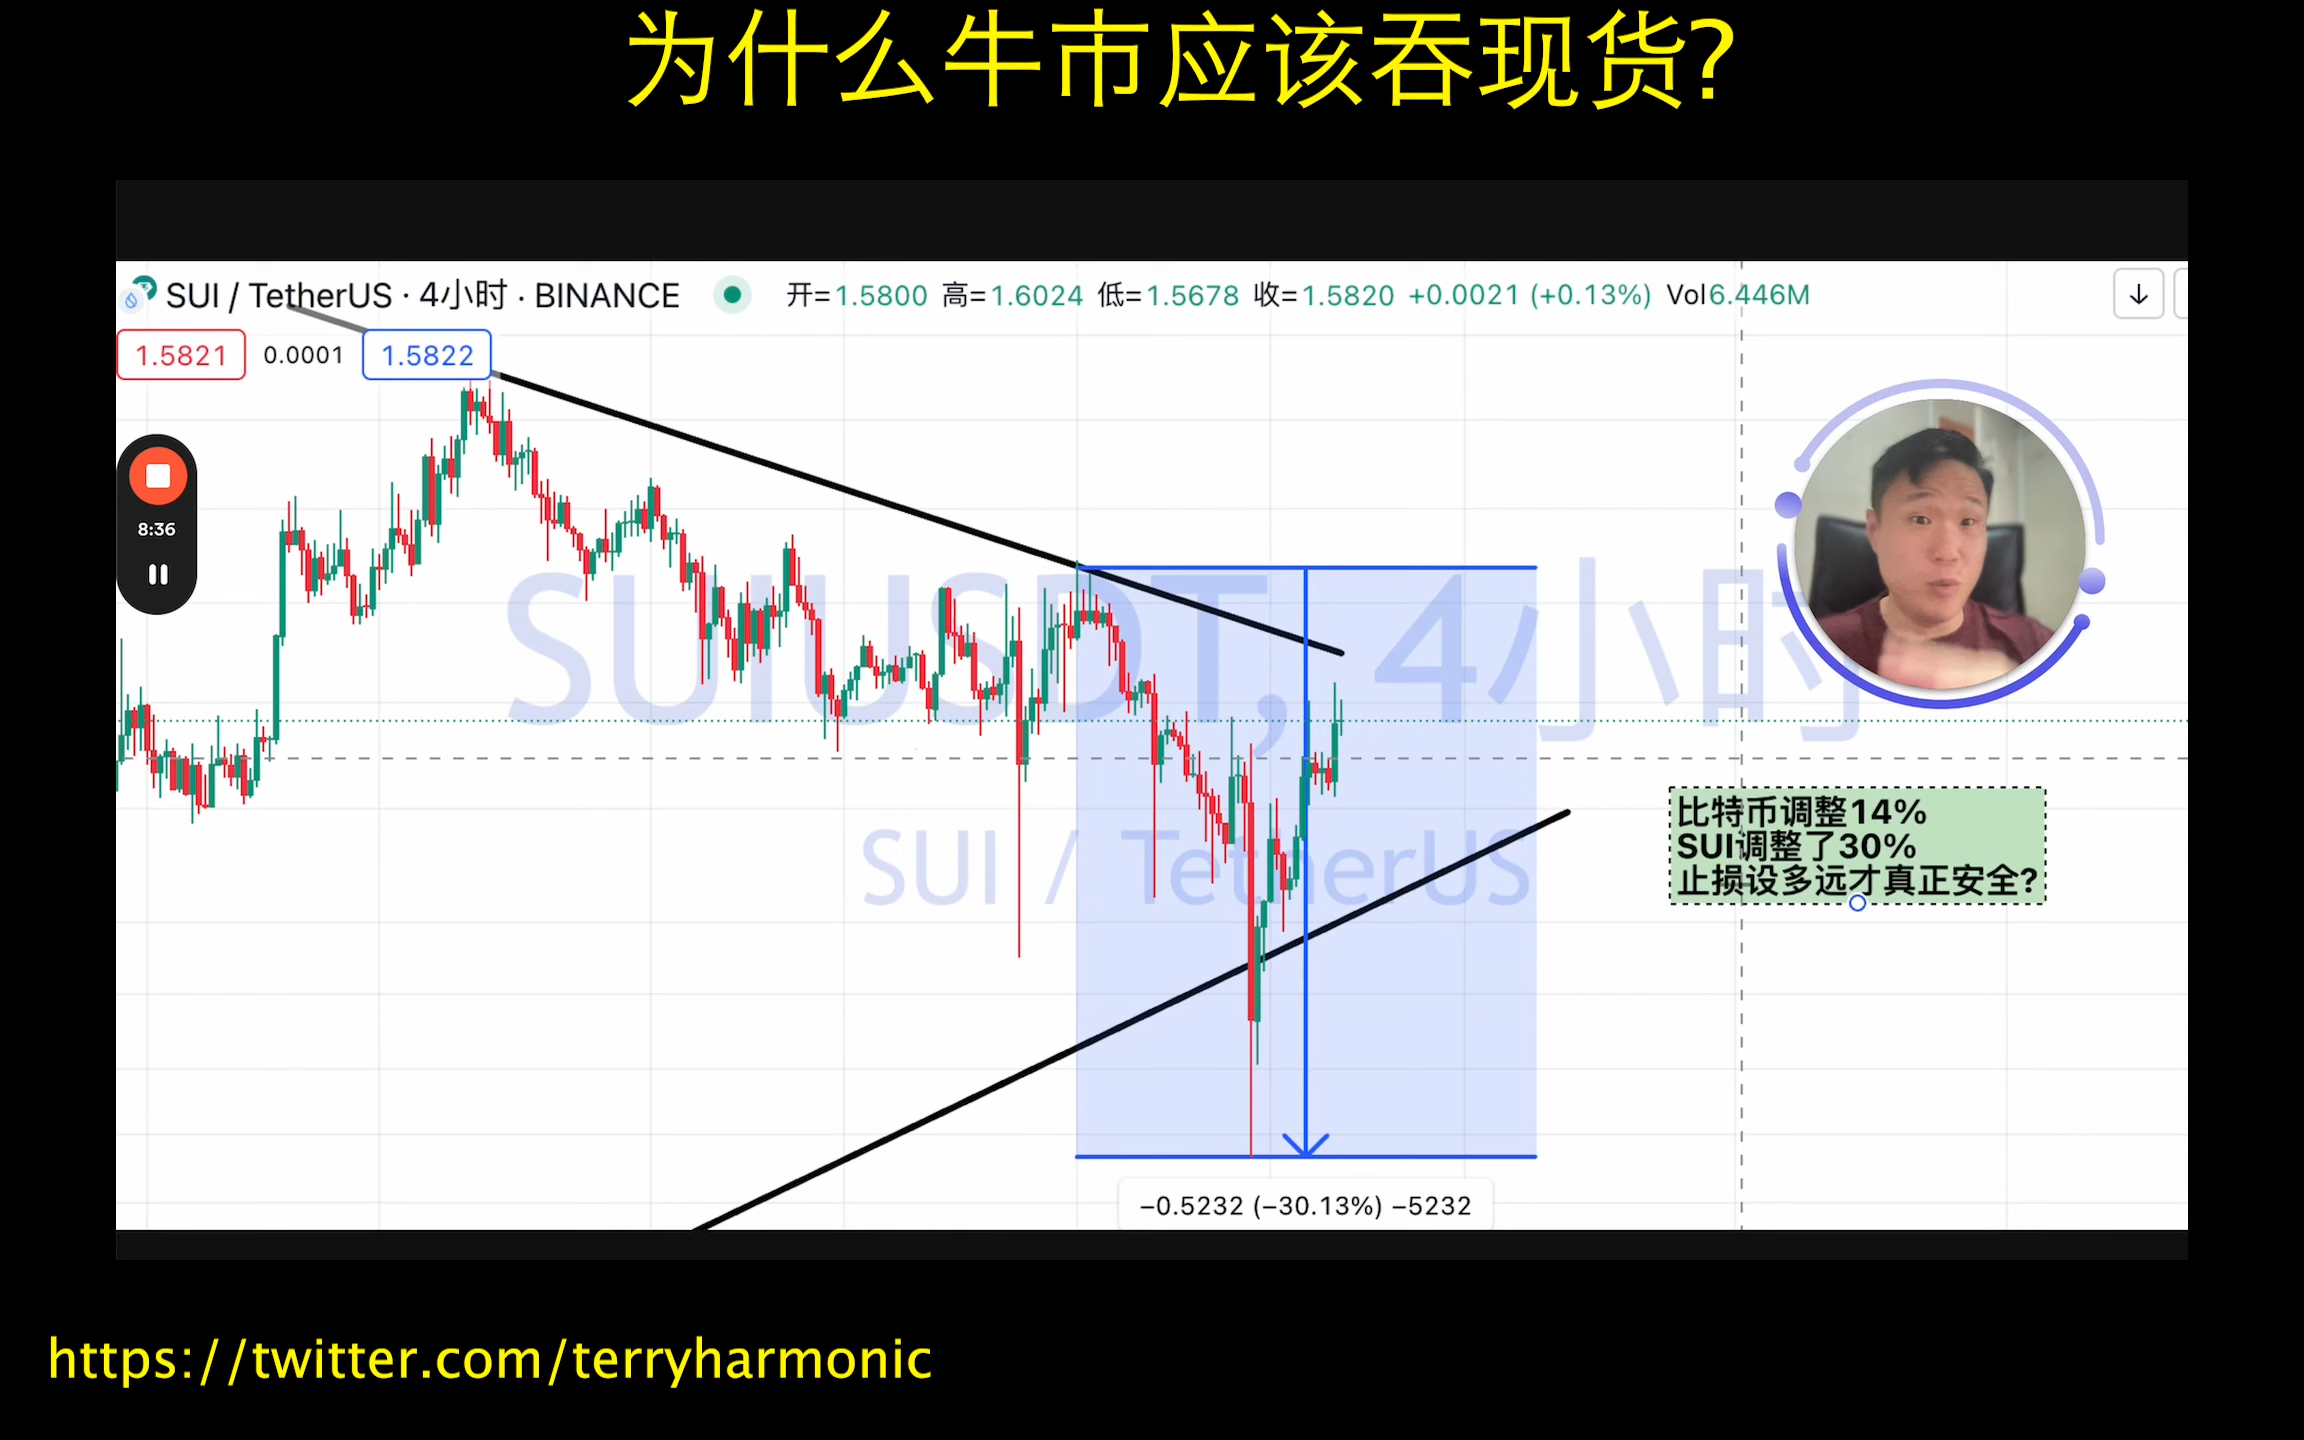 为什么牛市应该吞现货?
SUI / TetherUS · 4小时 · BINANCE 开=1.5800 高=1.6024 低=1.5678 收=1.5820 +0.0021 (+0.13%) Vol6.446M
1.5821 0.0001 1.5822
8:36
SUIUSDT, 4小时
SUI / TetherUS
比特币调整14%
SUI调整了30%
止损设多远才真正安全?
−0.5232 (−30.13%) −5232
https://twitter.com/terryharmonic